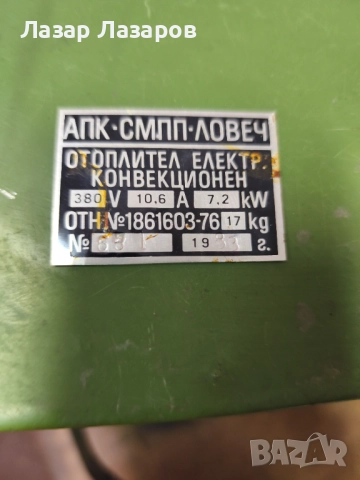 Лазар Лазаров
АПК·СМПП·ЛОВЕЧ
ОТОПЛИТЕЛ ЕЛЕКТР.
КОНВЕКЦИОНЕН
380 V 10.6 A 7.2 kW
ОТН №1861603-76 17 kg
№ 19 г.
BAZAR